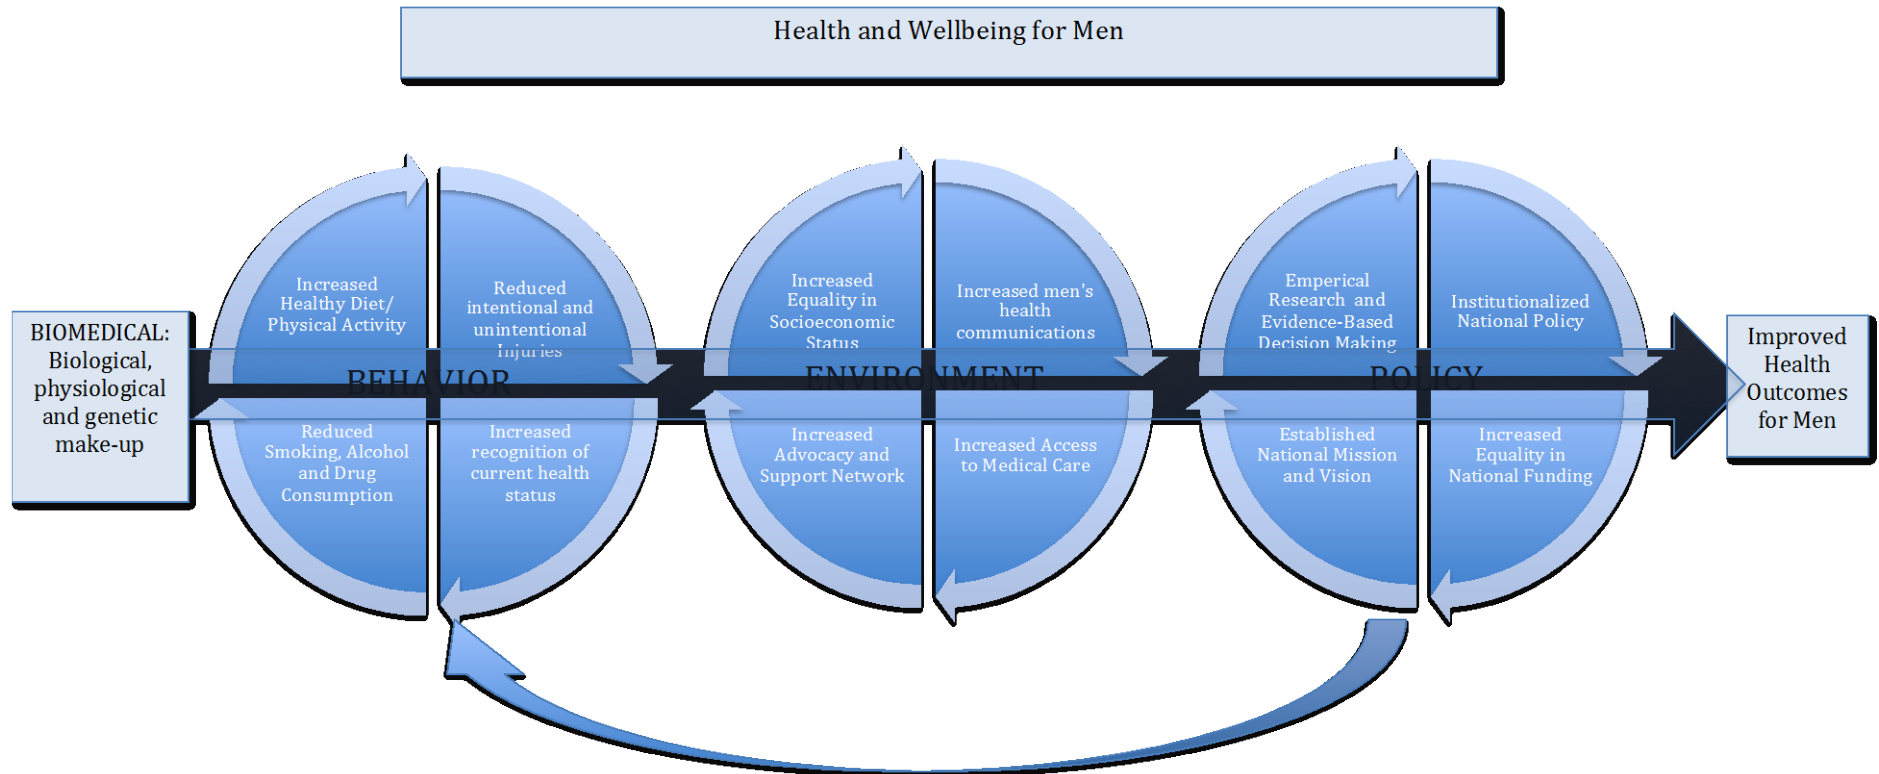 Health and Wellbeing for Men
BIOMEDICAL:
Biological,
physiological
and genetic
make-up
Increased
Healthy Diet/
Physical Activity
Reduced
intentional and
unintentional
Injuries
BEHAVIOR
Reduced
Smoking, Alcohol
and Drug
Consumption
Increased
recognition of
current health
status
Increased
Equality in
Socioeconomic
Status
Increased men's
health
communications
ENVIRONMENT
Increased
Advocacy and
Support Network
Increased Access
to Medical Care
Emperical
Research and
Evidence-Based
Decision Making
Institutionalized
National Policy
POLICY
Established
National Mission
and Vision
Increased
Equality in
National Funding
Improved
Health
Outcomes
for Men